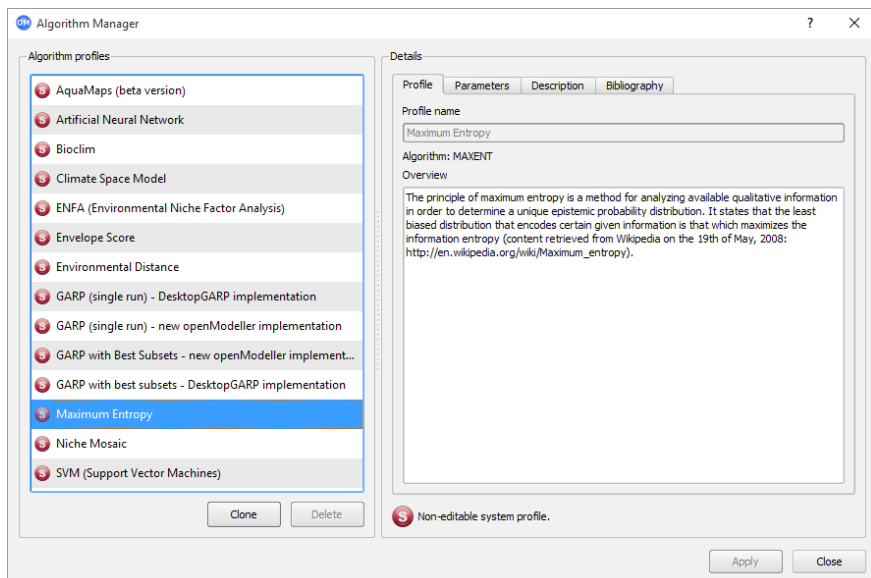 OM Algorithm Manager ? ×
Algorithm profiles
S AquaMaps (beta version)
S Artificial Neural Network
S Bioclim
S Climate Space Model
S ENFA (Environmental Niche Factor Analysis)
S Envelope Score
S Environmental Distance
S GARP (single run) - DesktopGARP implementation
S GARP (single run) - new openModeller implementation
S GARP with Best Subsets - new openModeller implement...
S GARP with best subsets - DesktopGARP implementation
S Maximum Entropy
S Niche Mosaic
S SVM (Support Vector Machines)
Clone Delete
Details
Profile Parameters Description Bibliography
Profile name
Maximum Entropy
Algorithm: MAXENT
Overview
The principle of maximum entropy is a method for analyzing available qualitative information
in order to determine a unique epistemic probability distribution. It states that the least
biased distribution that encodes certain given information is that which maximizes the
information entropy (content retrieved from Wikipedia on the 19th of May, 2008:
http://en.wikipedia.org/wiki/Maximum_entropy).
S Non-editable system profile.
Apply Close